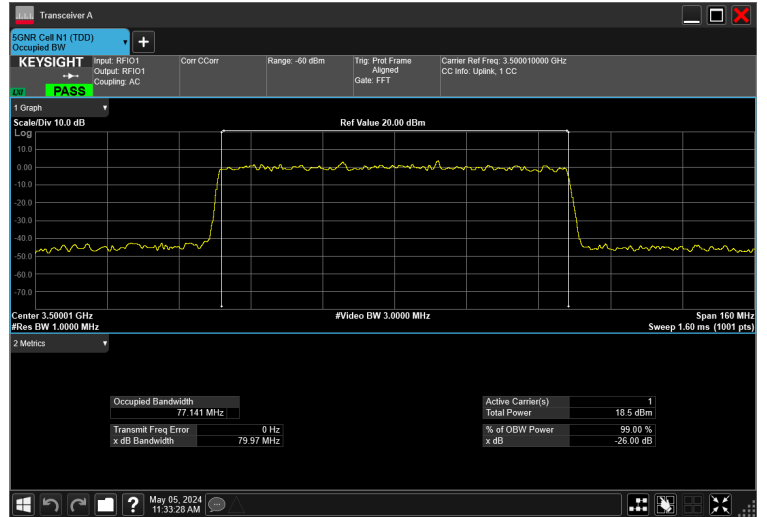 Transceiver A
5GNR Cell N1 (TDD)
Occupied BW
KEYSIGHT
LXI
PASS
Input: RFIO1
Output: RFIO1
Coupling: AC
Corr CCorr
Range: -60 dBm
Trig: Prot Frame
Aligned
Gate: FFT
Carrier Ref Freq: 3.500010000 GHz
CC Info: Uplink, 1 CC
1 Graph
Scale/Div 10.0 dB
Ref Value 20.00 dBm
Log
10.0
0.00
-10.0
-20.0
-30.0
-40.0
-50.0
-60.0
-70.0
Center 3.50001 GHz
#Video BW 3.0000 MHz
Span 160 MHz
#Res BW 1.0000 MHz
Sweep 1.60 ms (1001 pts)
2 Metrics
Occupied Bandwidth
77.141 MHz
Transmit Freq Error 0 Hz
x dB Bandwidth 79.97 MHz
Active Carrier(s) 1
Total Power 18.5 dBm
% of OBW Power 99.00 %
x dB -26.00 dB
May 05, 2024
11:33:28 AM